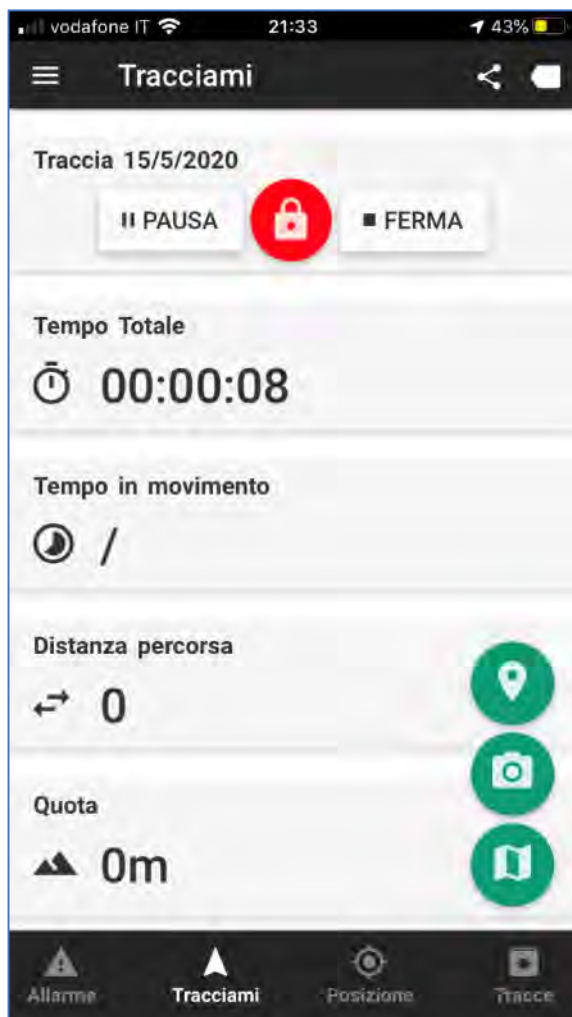 vodafone IT 21:33 43%
Tracciami
Traccia 15/5/2020
PAUSA FERMA
Tempo Totale
00:00:08
Tempo in movimento
/
Distanza percorsa
0
Quota
0m
Allarme Tracciami Posizione Tracce